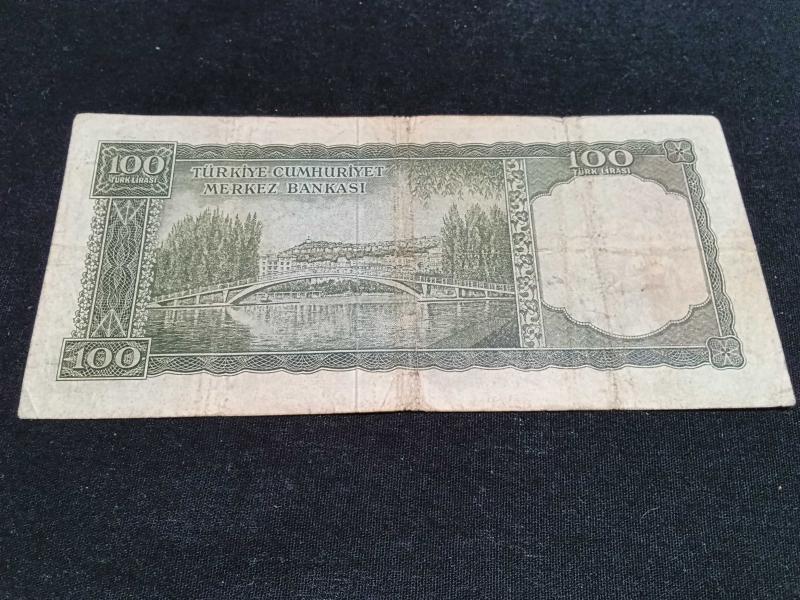 100
TÜRK LİRASI
TÜRKİYE CUMHURİYET
MERKEZ BANKASI
100
TÜRK LİRASI
100